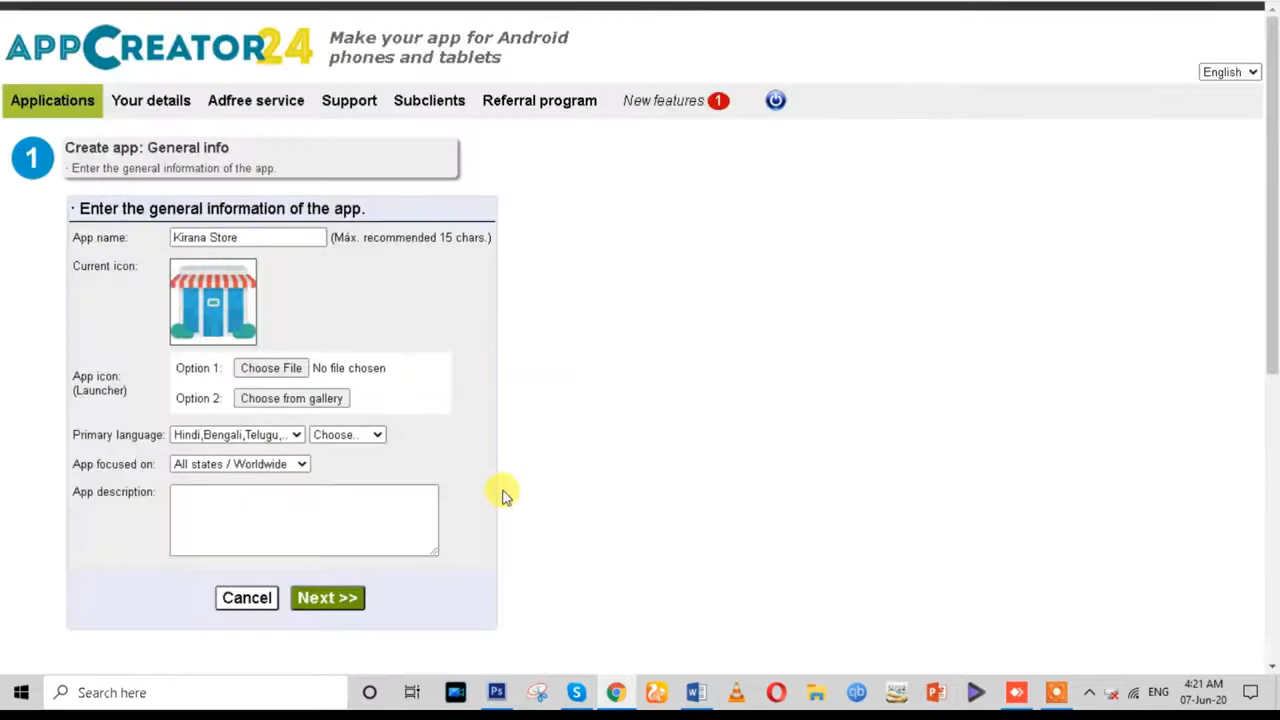 APPCREATOR24
Make your app for Android
phones and tablets
English
Applications
Your details
Adfree service
Support
Subclients
Referral program
New features 1
1
Create app: General info
· Enter the general information of the app.
· Enter the general information of the app.
App name: Kirana Store (Máx. recommended 15 chars.)
Current icon:
App icon:
(Launcher)
Option 1: Choose File No file chosen
Option 2: Choose from gallery
Primary language: Hindi,Bengali,Telugu,.. Choose..
App focused on: All states / Worldwide
App description:
Cancel Next >>
Search here
Ps
S
W
qb
P
ENG
4:21 AM
07-Jun-20